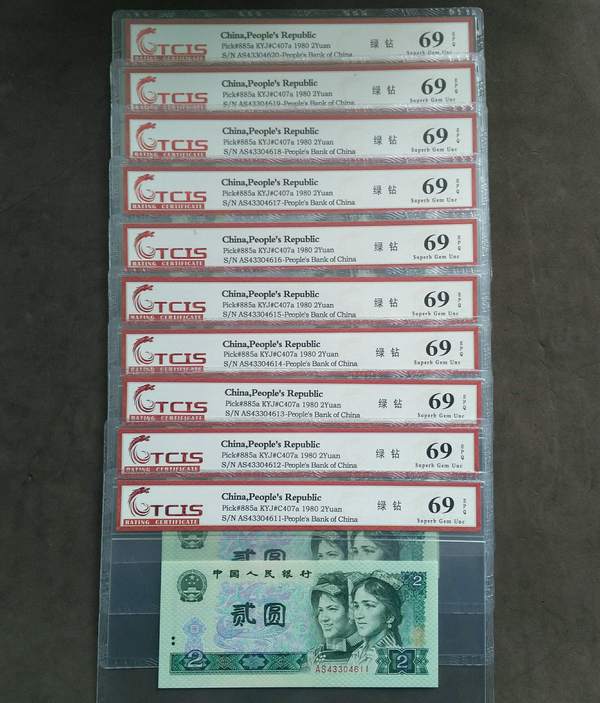 TCIS
China,People's Republic
Pick#885a KYJ#C407a 1980 2Yuan
S/N AS43304620-People's Bank of China
绿 钻
69
Superb Gem Unc
TCIS
RATING CERTIFICATE
China,People's Republic
Pick#885a KYJ#C407a 1980 2Yuan
S/N AS43304619-People's Bank of China
绿 钻
69
EPQ
Superb Gem Unc
TCIS
RATING CERTIFICATE
China,People's Republic
Pick#885a KYJ#C407a 1980 2Yuan
S/N AS43304618-People's Bank of China
绿 钻
69
EPQ
Superb Gem Unc
TCIS
RATING CERTIFICATE
China,People's Republic
Pick#885a KYJ#C407a 1980 2Yuan
S/N AS43304617-People's Bank of China
绿 钻
69
EPQ
Superb Gem Unc
TCIS
RATING CERTIFICATE
China,People's Republic
Pick#885a KYJ#C407a 1980 2Yuan
S/N AS43304616-People's Bank of China
绿 钻
69
EPQ
Superb Gem Unc
TCIS
RATING CERTIFICATE
China,People's Republic
Pick#885a KYJ#C407a 1980 2Yuan
S/N AS43304615-People's Bank of China
绿 钻
69
EPQ
Superb Gem Unc
TCIS
RATING CERTIFICATE
China,People's Republic
Pick#885a KYJ#C407a 1980 2Yuan
S/N AS43304614-People's Bank of China
绿 钻
69
EPQ
Superb Gem Unc
TCIS
RATING CERTIFICATE
China,People's Republic
Pick#885a KYJ#C407a 1980 2Yuan
S/N AS43304613-People's Bank of China
绿 钻
69
EPQ
Superb Gem Unc
TCIS
RATING CERTIFICATE
China,People's Republic
Pick#885a KYJ#C407a 1980 2Yuan
S/N AS43304612-People's Bank of China
绿 钻
69
EPQ
Superb Gem Unc
TCIS
RATING CERTIFICATE
China,People's Republic
Pick#885a KYJ#C407a 1980 2Yuan
S/N AS43304611-People's Bank of China
绿 钻
69
EPQ
Superb Gem Unc
中国人民银行
2
贰圆
AS43304611
2
2